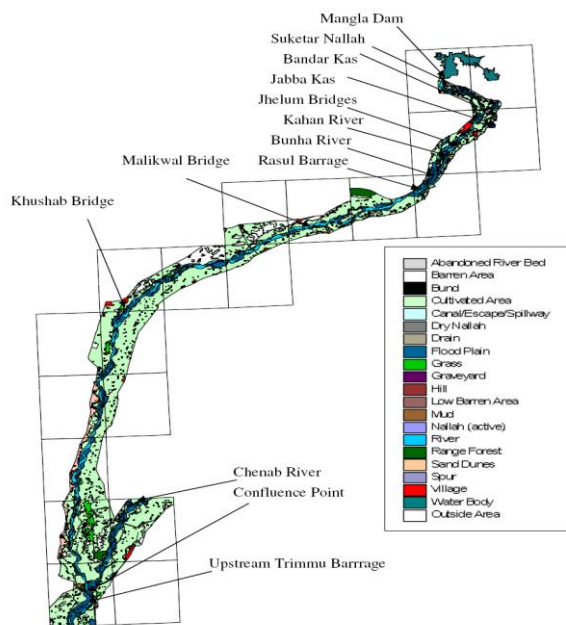 Mangla Dam
Suketar Nallah
Bandar Kas
Jabba Kas
Jhelum Bridges
Kahan River
Bunha River
Malikwal Bridge
Rasul Barrage
Khushab Bridge
Abandoned River Bed
Barren Area
Bund
Cultivated Area
Canal/Escape/Spillway
Dry Nallah
Drain
Flood Plain
Grass
Graveyard
Hill
Low Barren Area
Mud
Nallah (active)
River
Range Forest
Sand Dunes
Spur
Village
Water Body
Outside Area
Chenab River
Confluence Point
Upstream Trimmu Barrrage